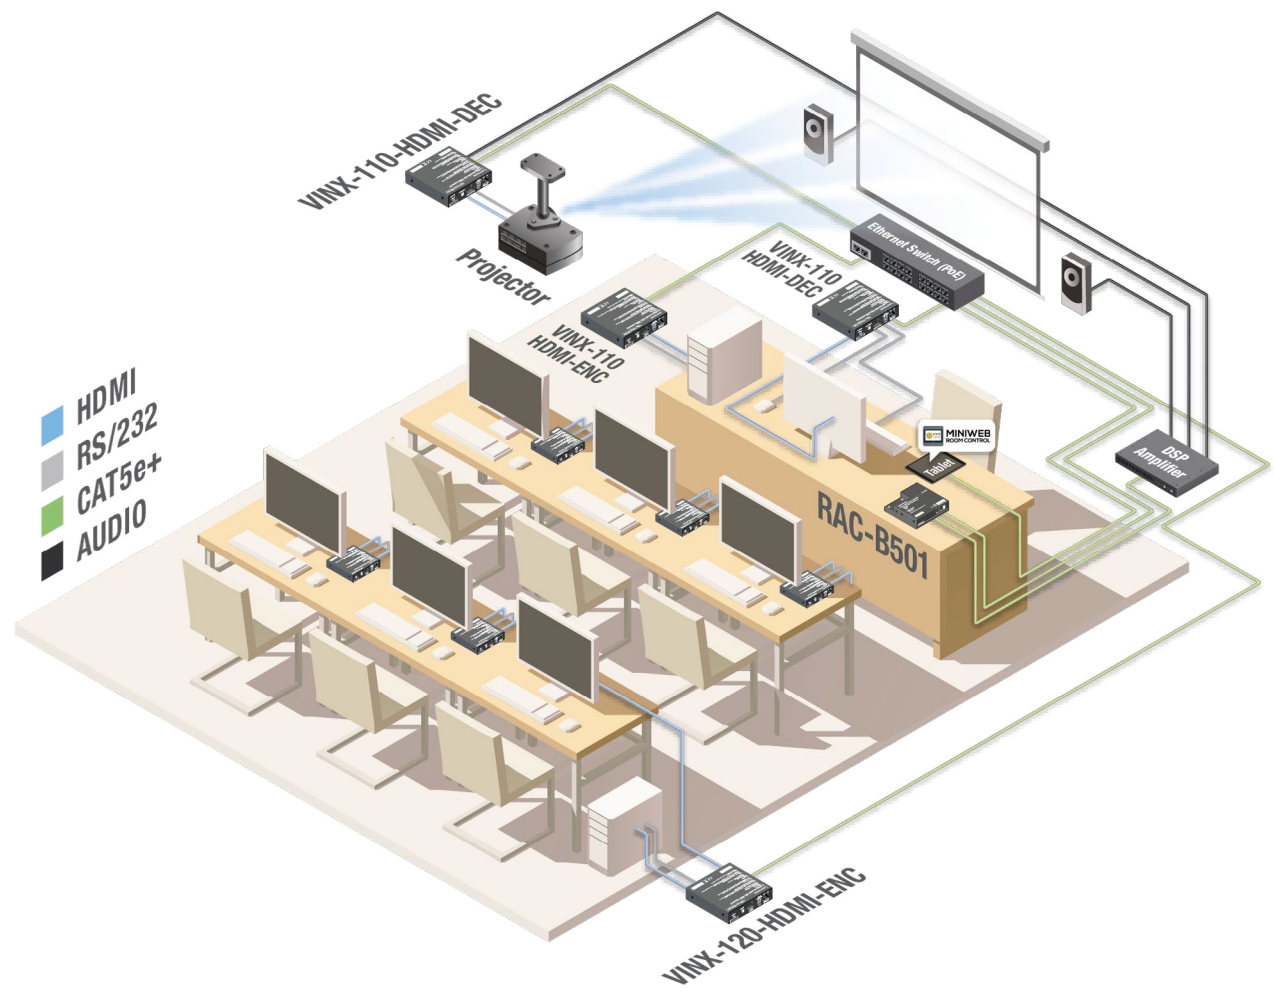 VINX-110-HDMI-DEC
Projector
Ethernet Switch (PoE)
VINX-110
HDMI-DEC
VINX-110
HDMI-ENC
HDMI
RS/232
CAT5e+
AUDIO
MINIWEB
ROOM CONTROL
Tablet
DSP
Amplifier
RAC-B501
VINX-120-HDMI-ENC